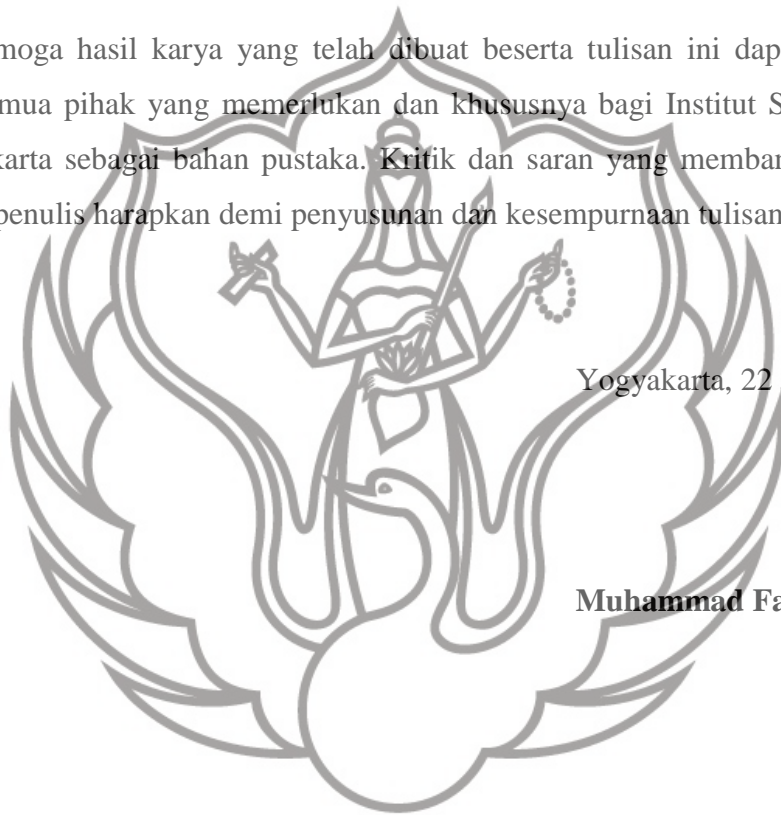 moga hasil karya yang telah dibuat beserta tulisan ini dap
mua pihak yang memerlukan dan khususnya bagi Institut S
karta sebagai bahan pustaka. Kritik dan saran yang memban
penulis harapkan demi penyusunan dan kesempurnaan tulisan
Yogyakarta, 22
Muhammad Fa